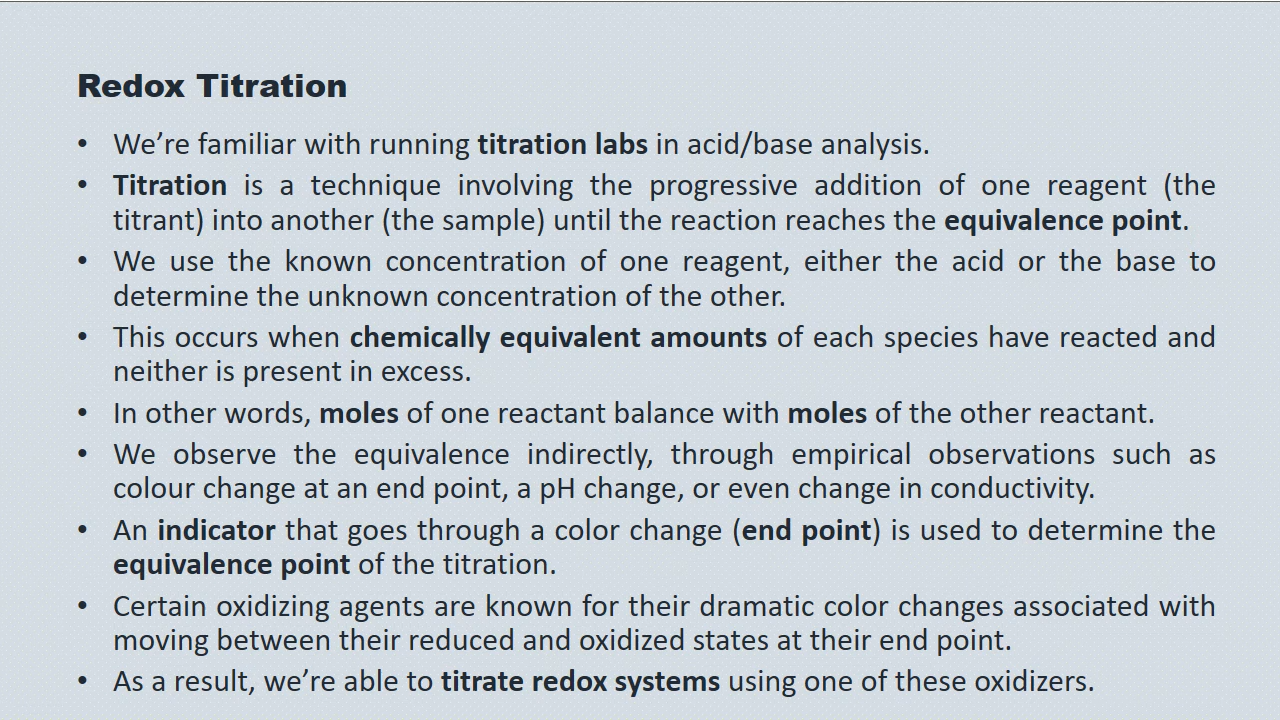 Redox Titration
• We’re familiar with running titration labs in acid/base analysis.
• Titration is a technique involving the progressive addition of one reagent (the
titrant) into another (the sample) until the reaction reaches the equivalence point.
• We use the known concentration of one reagent, either the acid or the base to
determine the unknown concentration of the other.
• This occurs when chemically equivalent amounts of each species have reacted and
neither is present in excess.
• In other words, moles of one reactant balance with moles of the other reactant.
• We observe the equivalence indirectly, through empirical observations such as
colour change at an end point, a pH change, or even change in conductivity.
• An indicator that goes through a color change (end point) is used to determine the
equivalence point of the titration.
• Certain oxidizing agents are known for their dramatic color changes associated with
moving between their reduced and oxidized states at their end point.
• As a result, we’re able to titrate redox systems using one of these oxidizers.